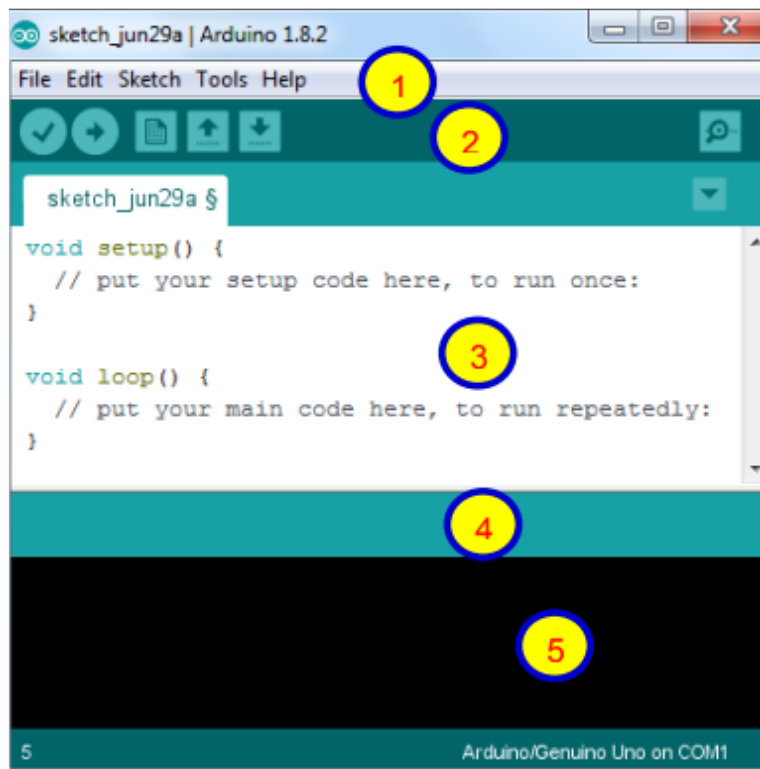 sketch_jun29a | Arduino 1.8.2
File Edit Sketch Tools Help
1
2
sketch_jun29a §
void setup() {
  // put your setup code here, to run once:
}
3
void loop() {
  // put your main code here, to run repeatedly:
}
4
5
5 Arduino/Genuino Uno on COM1